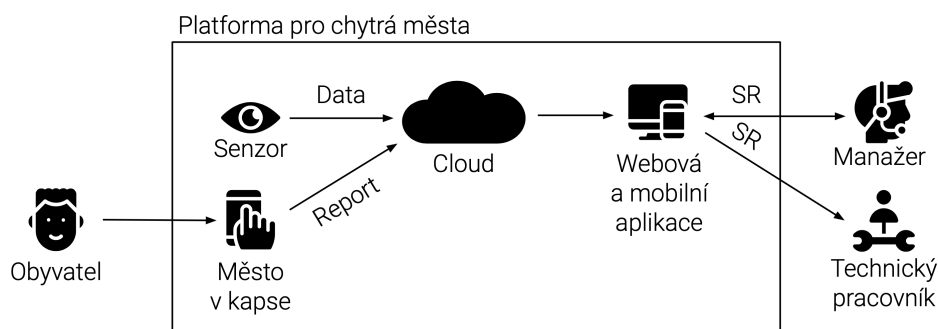 Platforma pro chytrá města
Data
SR
Senzor
Cloud
SR
Manažer
Webová
a mobilní
aplikace
Report
Obyvatel
Město
v kapse
Technický
pracovník